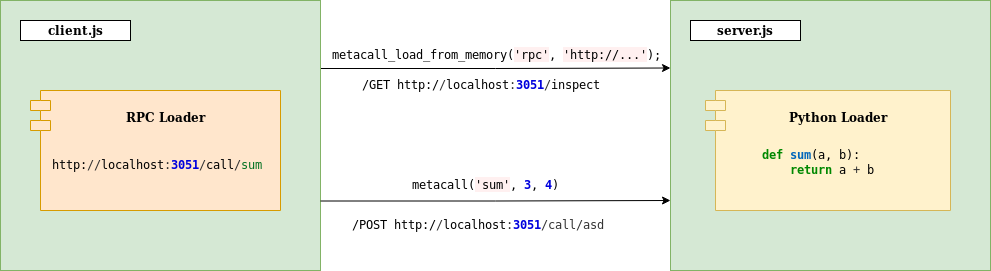 client.js
server.js
metacall_load_from_memory('rpc', 'http://...');
/GET http://localhost:3051/inspect
RPC Loader
http://localhost:3051/call/sum
Python Loader
def sum(a, b):
    return a + b
metacall('sum', 3, 4)
/POST http://localhost:3051/call/asd